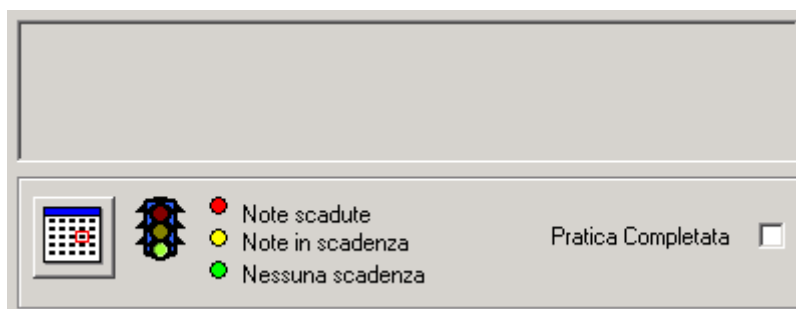 Note scadute
Note in scadenza
Nessuna scadenza
Pratica Completata